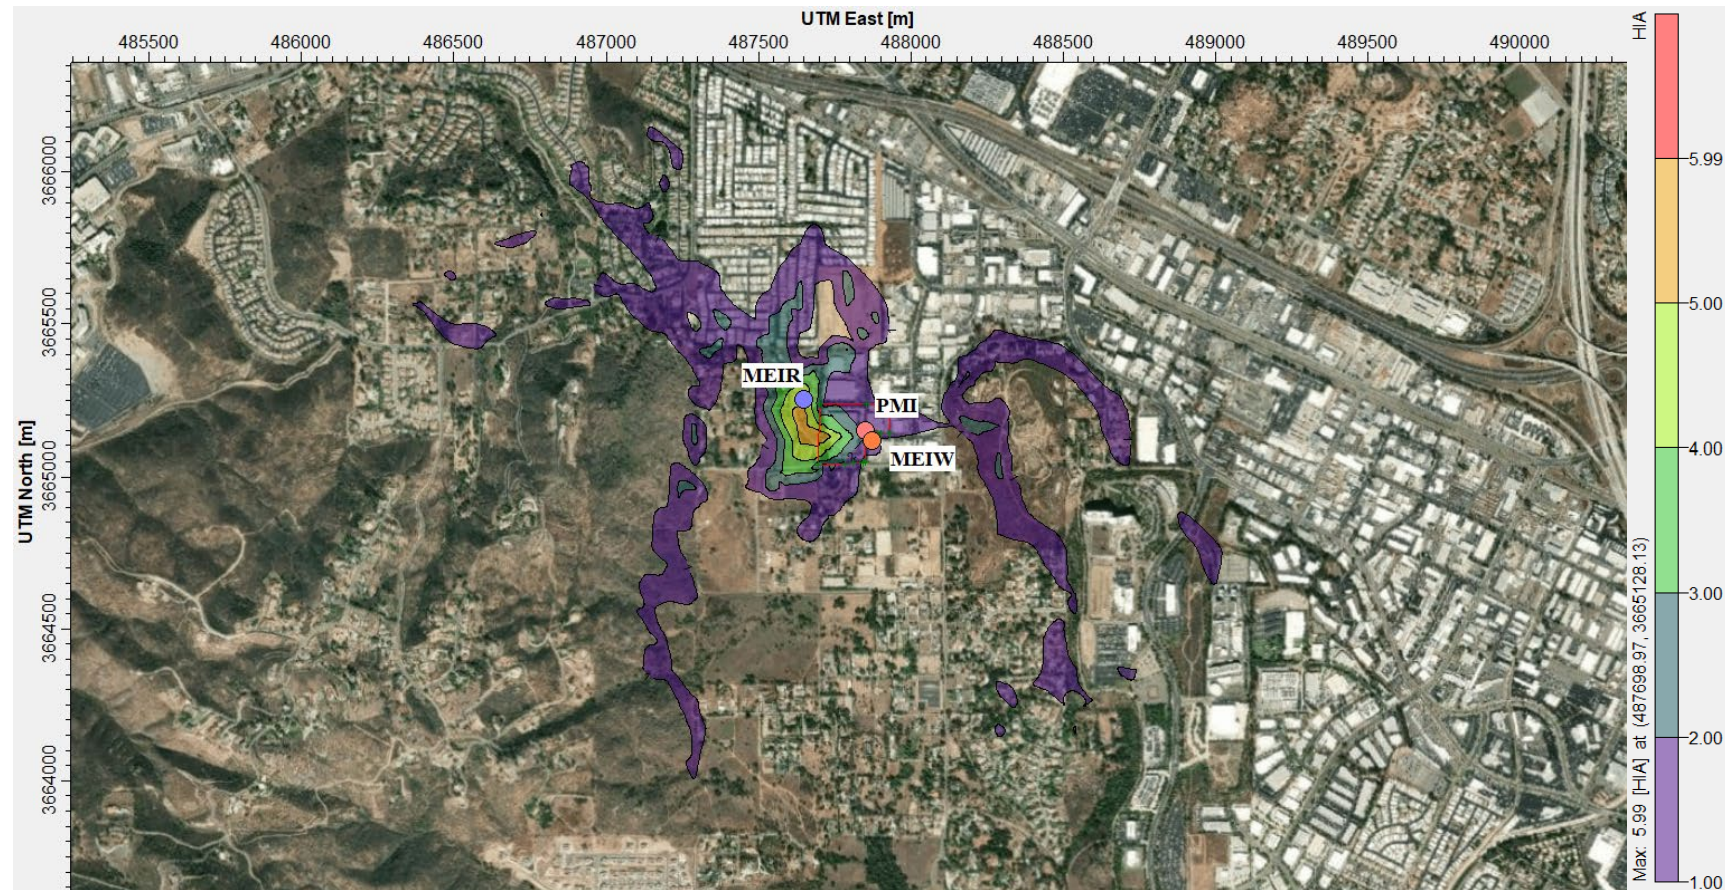 UTM East [m]
485500 486000 486500 487000 487500 488000 488500 489000 489500 490000
HIA
5.99
3666000
5.00
3665500
MEIR
PMI
4.00
MEIW
UTM North [m]
3665000
3.00
3664500
2.00
3664000
Max: 5.99 [HIA] at (487698.97, 3665128.13)
1.00